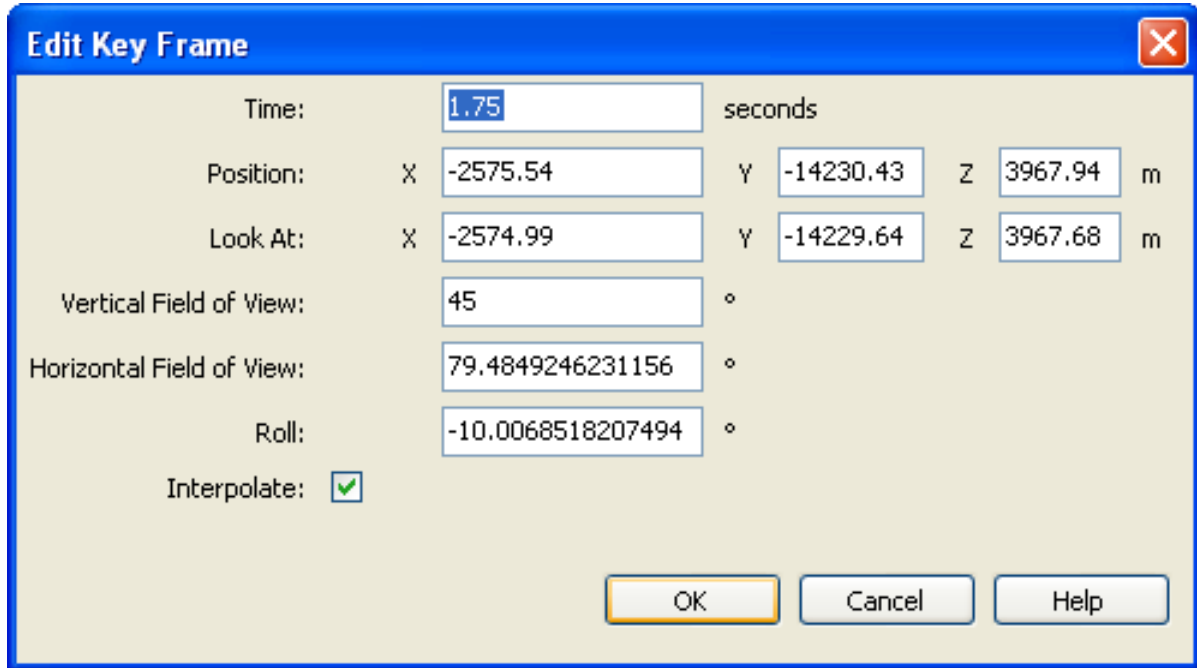 Edit Key Frame
Time: 1.75 seconds
Position: X -2575.54 Y -14230.43 Z 3967.94 m
Look At: X -2574.99 Y -14229.64 Z 3967.68 m
Vertical Field of View: 45 °
Horizontal Field of View: 79.4849246231156 °
Roll: -10.0068518207494 °
Interpolate:
OK Cancel Help